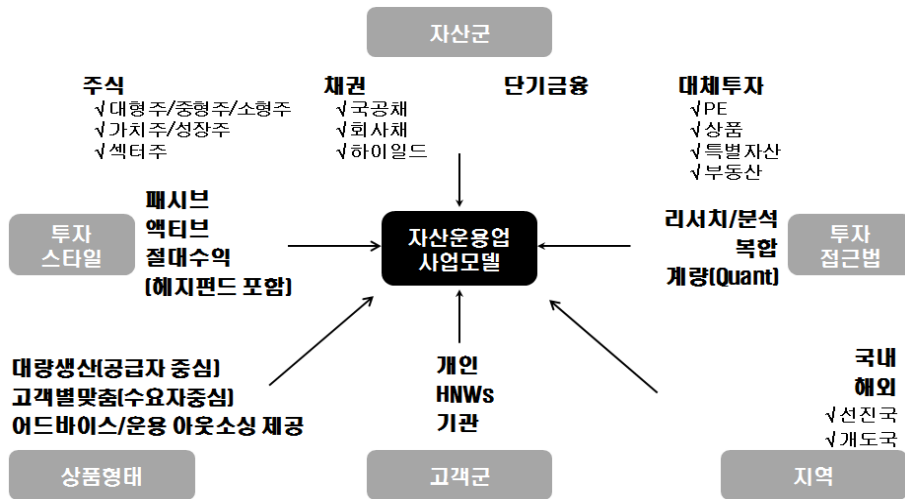 자산군
주식
√대형주/중형주/소형주
√가치주/성장주
√섹터주
채권
√국공채
√회사채
√하이일드
단기금융
대체투자
√PE
√상품
√특별자산
√부동산
투자
스타일
패시브
액티브
절대수익
(헤지펀드 포함)
자산운용업
사업모델
리서치/분석
복합
계량(Quant)
투자
접근법
대량생산(공급자 중심)
고객별맞춤(수요자중심)
어드바이스/운용 아웃소싱 제공
상품형태
개인
HNWs
기관
고객군
국내
해외
√선진국
√개도국
지역